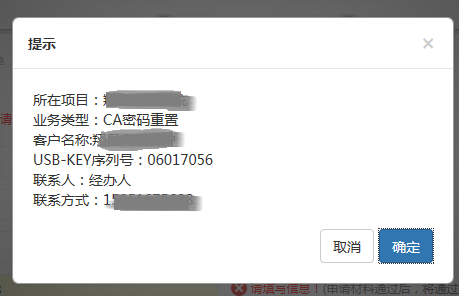 提示
×
所在项目：
业务类型：CA密码重置
客户名称:
USB-KEY序列号：06017056
联系人：经办人
联系方式：1
取消
确定
请填写信息！(申请材料通过后，将通过